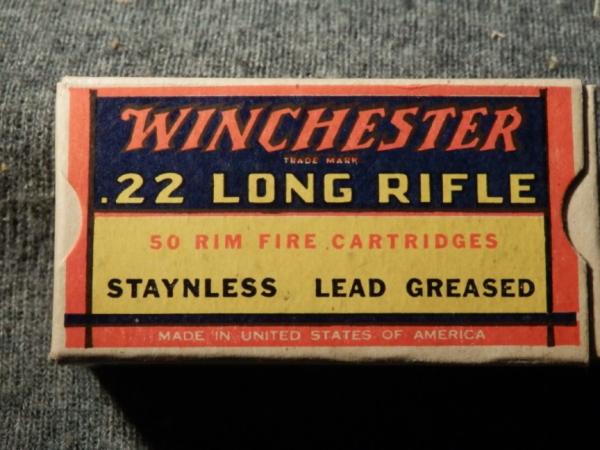 WINCHESTER
TRADE MARK
.22 LONG RIFLE
50 RIM FIRE CARTRIDGES
STAYNLESS LEAD GREASED
MADE IN UNITED STATES OF AMERICA